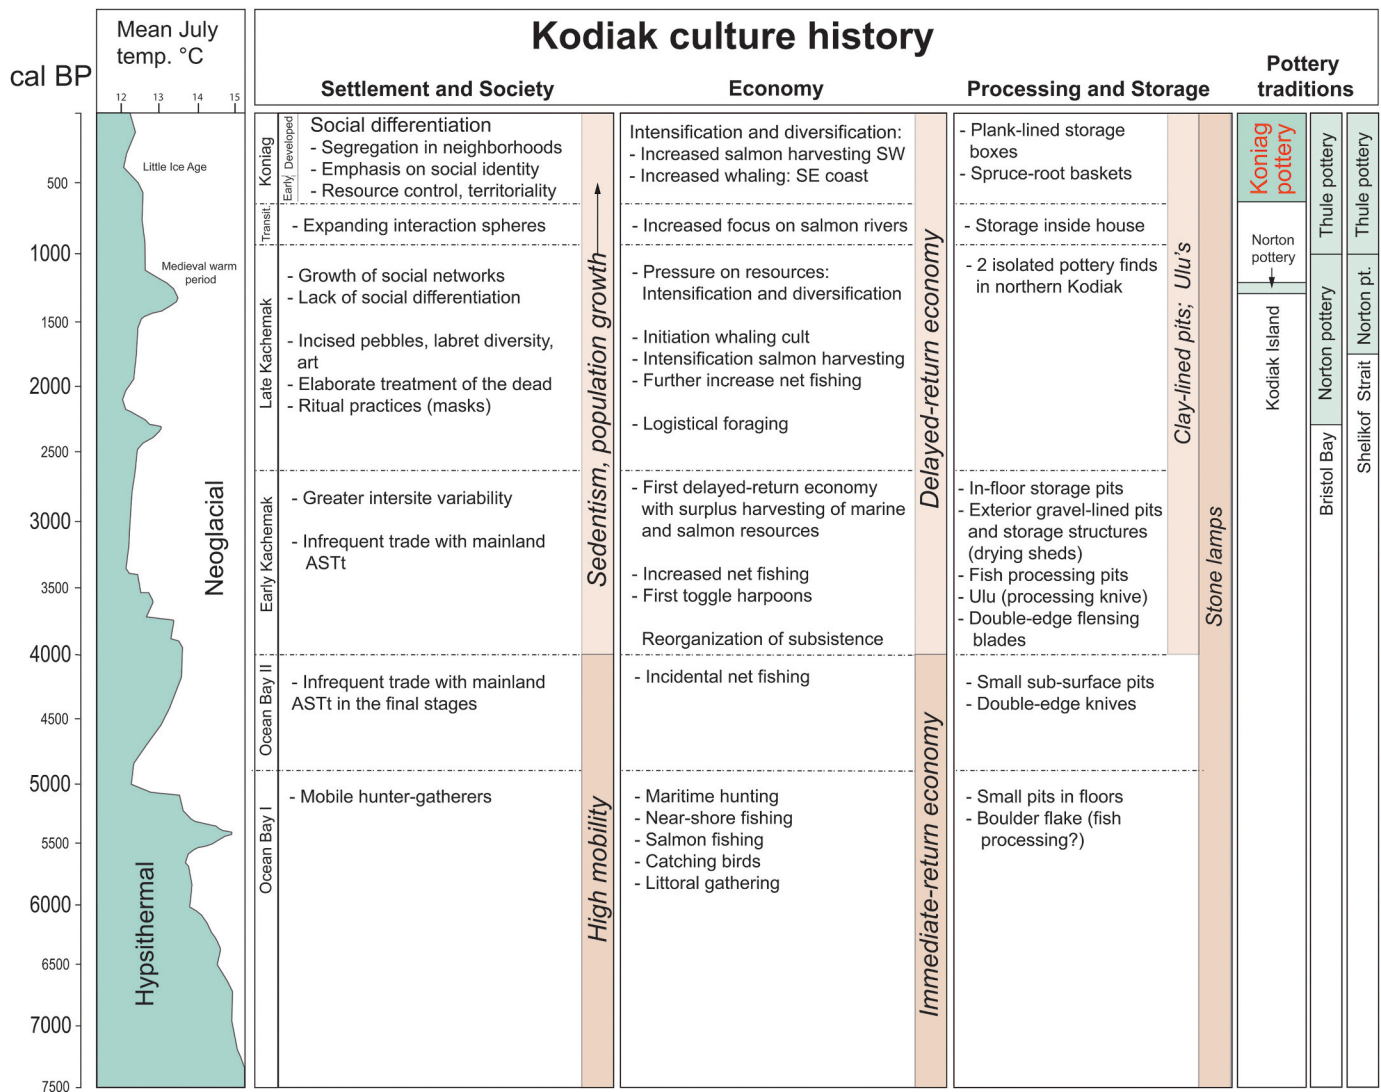 Kodiak culture history
Mean July
temp. °C
cal BP
12 13 14 15
Settlement and Society
Economy
Processing and Storage
Pottery
traditions
500
1000
1500
2000
2500
3000
3500
4000
4500
5000
5500
6000
6500
7000
7500
Little Ice Age
Medieval warm
period
Neoglacial
Hypsithermal
Koniag
Early
Developed
Transit.
Late Kachemak
Early Kachemak
Ocean Bay II
Ocean Bay I
Social differentiation
- Segregation in neighborhoods
- Emphasis on social identity
- Resource control, territoriality
- Expanding interaction spheres
- Growth of social networks
- Lack of social differentiation
- Incised pebbles, labret diversity,
art
- Elaborate treatment of the dead
- Ritual practices (masks)
- Greater intersite variability
- Infrequent trade with mainland
ASTt
- Infrequent trade with mainland
ASTt in the final stages
- Mobile hunter-gatherers
Sedentism, population growth
High mobility
Intensification and diversification:
- Increased salmon harvesting SW
- Increased whaling: SE coast
- Increased focus on salmon rivers
- Pressure on resources:
Intensification and diversification
- Initiation whaling cult
- Intensification salmon harvesting
- Further increase net fishing
- Logistical foraging
- First delayed-return economy
with surplus harvesting of marine
and salmon resources
- Increased net fishing
- First toggle harpoons
Reorganization of subsistence
- Incidental net fishing
- Maritime hunting
- Near-shore fishing
- Salmon fishing
- Catching birds
- Littoral gathering
Delayed-return economy
Immediate-return economy
- Plank-lined storage
boxes
- Spruce-root baskets
- Storage inside house
- 2 isolated pottery finds
in northern Kodiak
- In-floor storage pits
- Exterior gravel-lined pits
and storage structures
(drying sheds)
- Fish processing pits
- Ulu (processing knive)
- Double-edge flensing
blades
- Small sub-surface pits
- Double-edge knives
- Small pits in floors
- Boulder flake (fish
processing?)
Clay-lined pits; Ulu's
Stone lamps
Koniag
pottery
Norton
pottery
Kodiak Island
Thule pottery
Norton pottery
Bristol Bay
Thule pottery
Norton pt.
Shelikof Strait